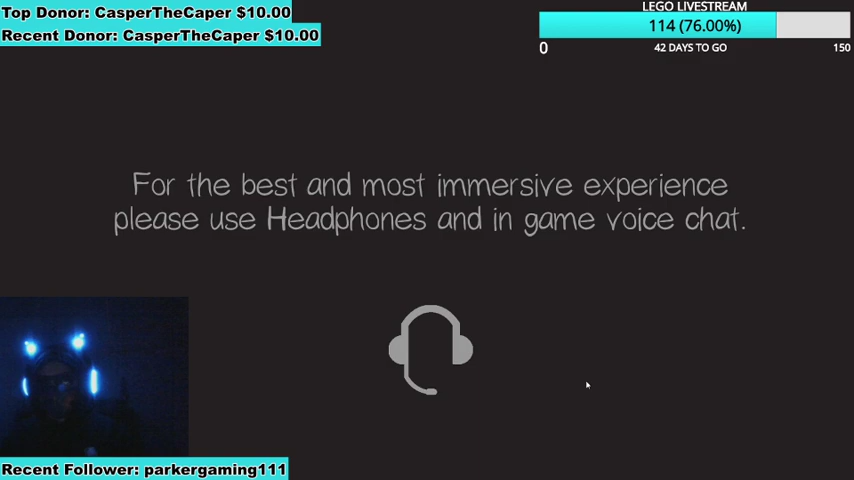 Top Donor: CasperTheCaper $10.00
Recent Donor: CasperTheCaper $10.00
LEGO LIVESTREAM
114 (76.00%)
0 42 DAYS TO GO 150
For the best and most immersive experience
please use Headphones and in game voice chat.
Recent Follower: parkergaming111